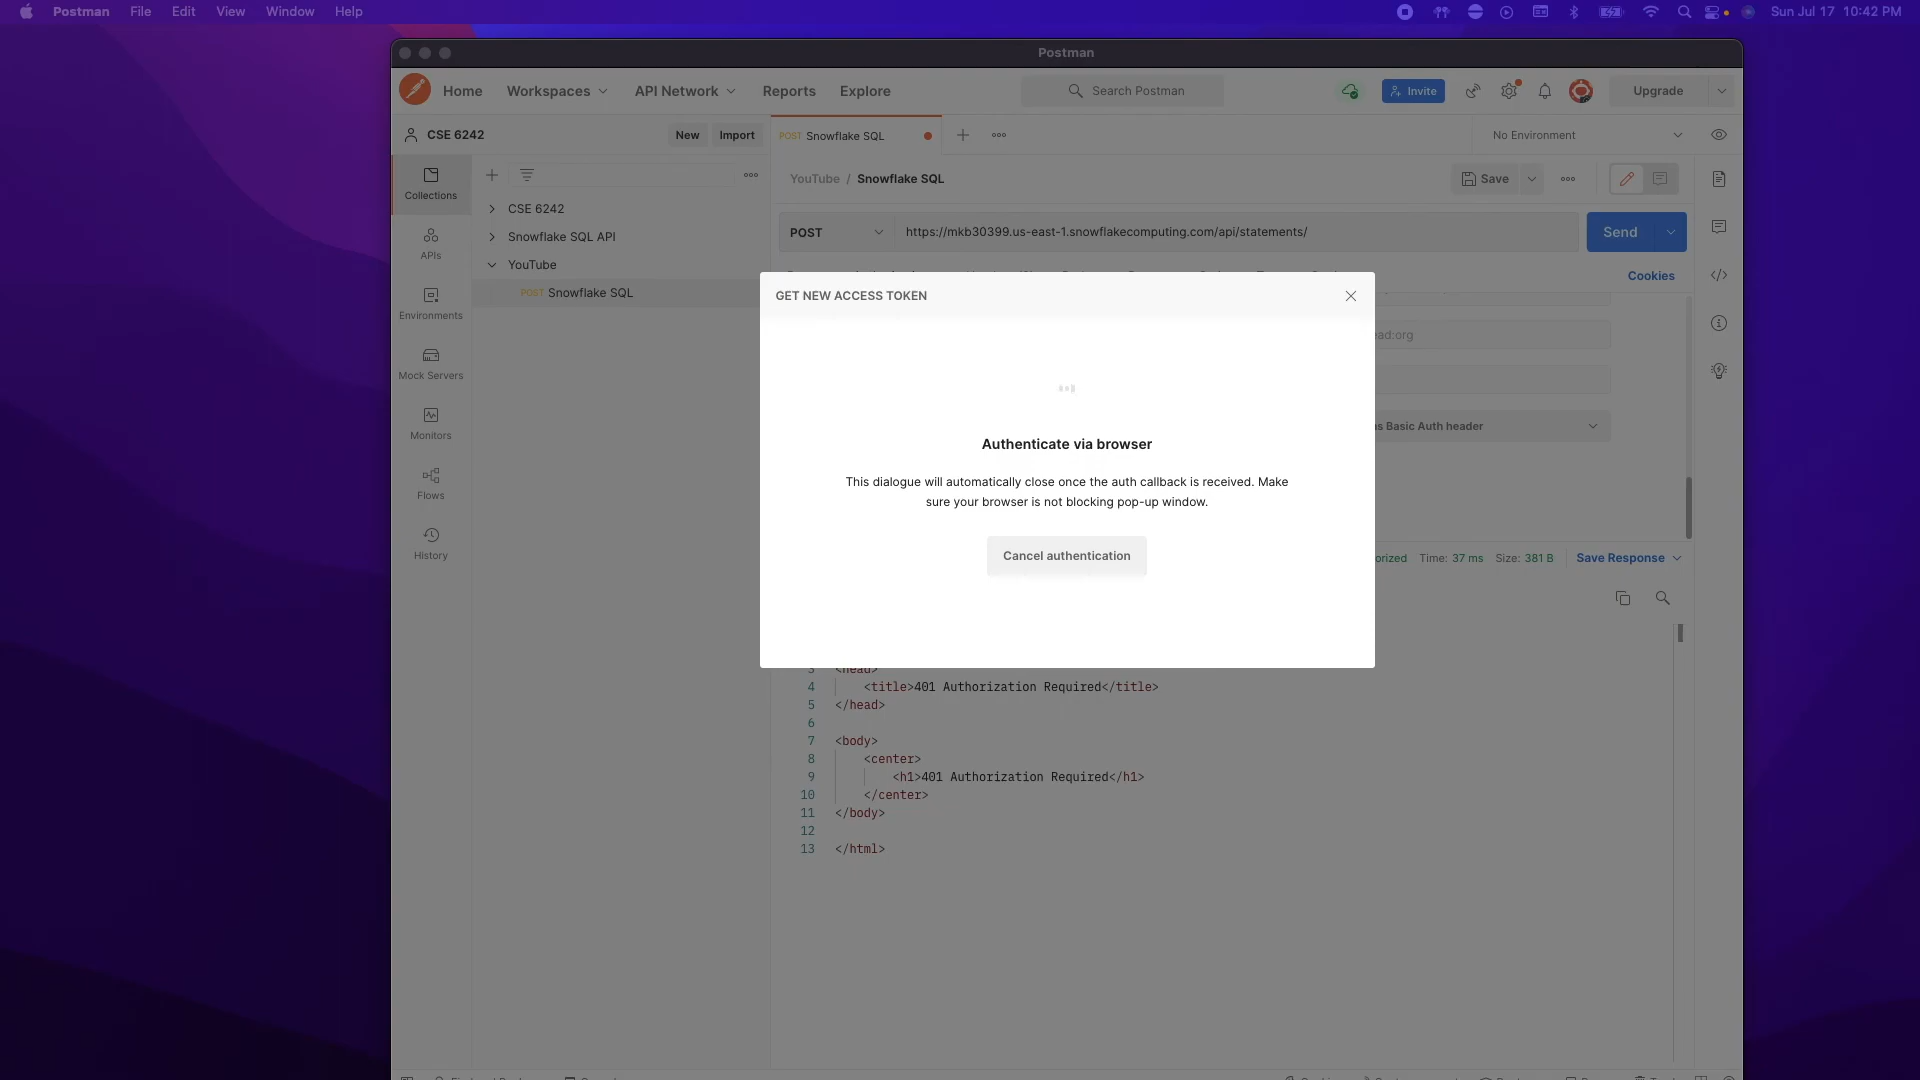 Postman File Edit View Window Help
Sun Jul 17 10:42 PM
Postman
Home Workspaces API Network Reports Explore
Search Postman
Invite
Upgrade
CSE 6242
New Import
POST Snowflake SQL
No Environment
Collections
APIs
Environments
Mock Servers
Monitors
Flows
History
CSE 6242
Snowflake SQL API
YouTube
POST Snowflake SQL
YouTube / Snowflake SQL
Save
POST
https://mkb30399.us-east-1.snowflakecomputing.com/api/statements/
Send
Cookies
GET NEW ACCESS TOKEN
ead:org
as Basic Auth header
Authenticate via browser
This dialogue will automatically close once the auth callback is received. Make
sure your browser is not blocking pop-up window.
Cancel authentication
orized Time: 37 ms Size: 381 B Save Response
3 <head>
4 <title>401 Authorization Required</title>
5 </head>
6
7 <body>
8 <center>
9 <h1>401 Authorization Required</h1>
10 </center>
11 </body>
12
13 </html>